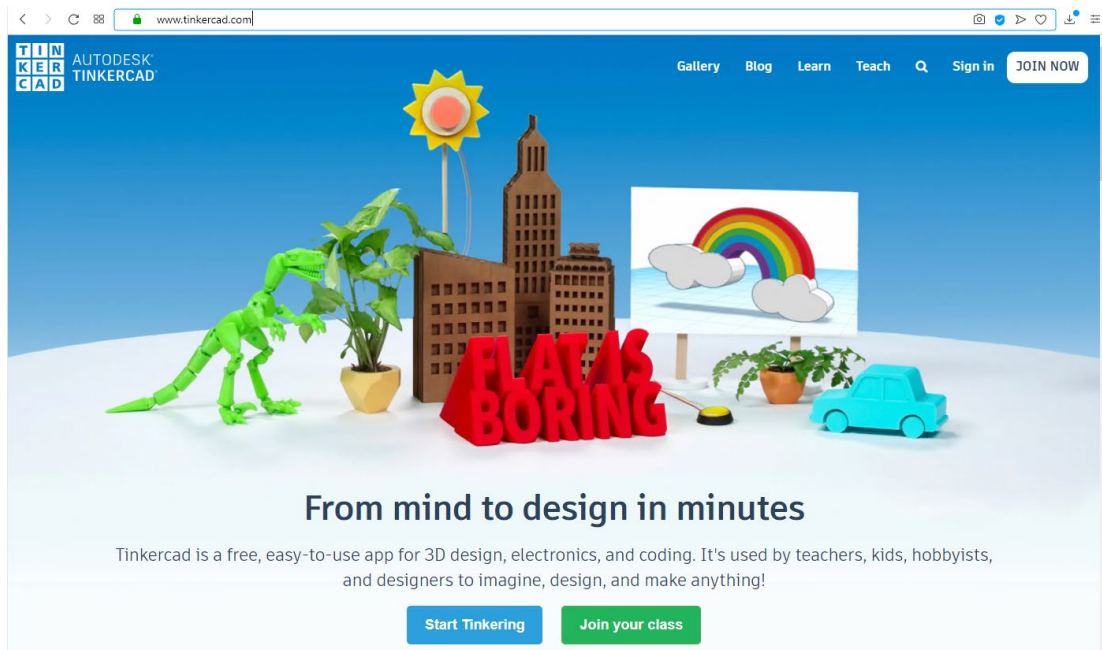 www.tinkercad.com
TIN
KER
CAD
AUTODESK®
TINKERCAD®
Gallery Blog Learn Teach Sign in JOIN NOW
FLAT IS
BORING
From mind to design in minutes
Tinkercad is a free, easy-to-use app for 3D design, electronics, and coding. It's used by teachers, kids, hobbyists,
and designers to imagine, design, and make anything!
Start Tinkering Join your class